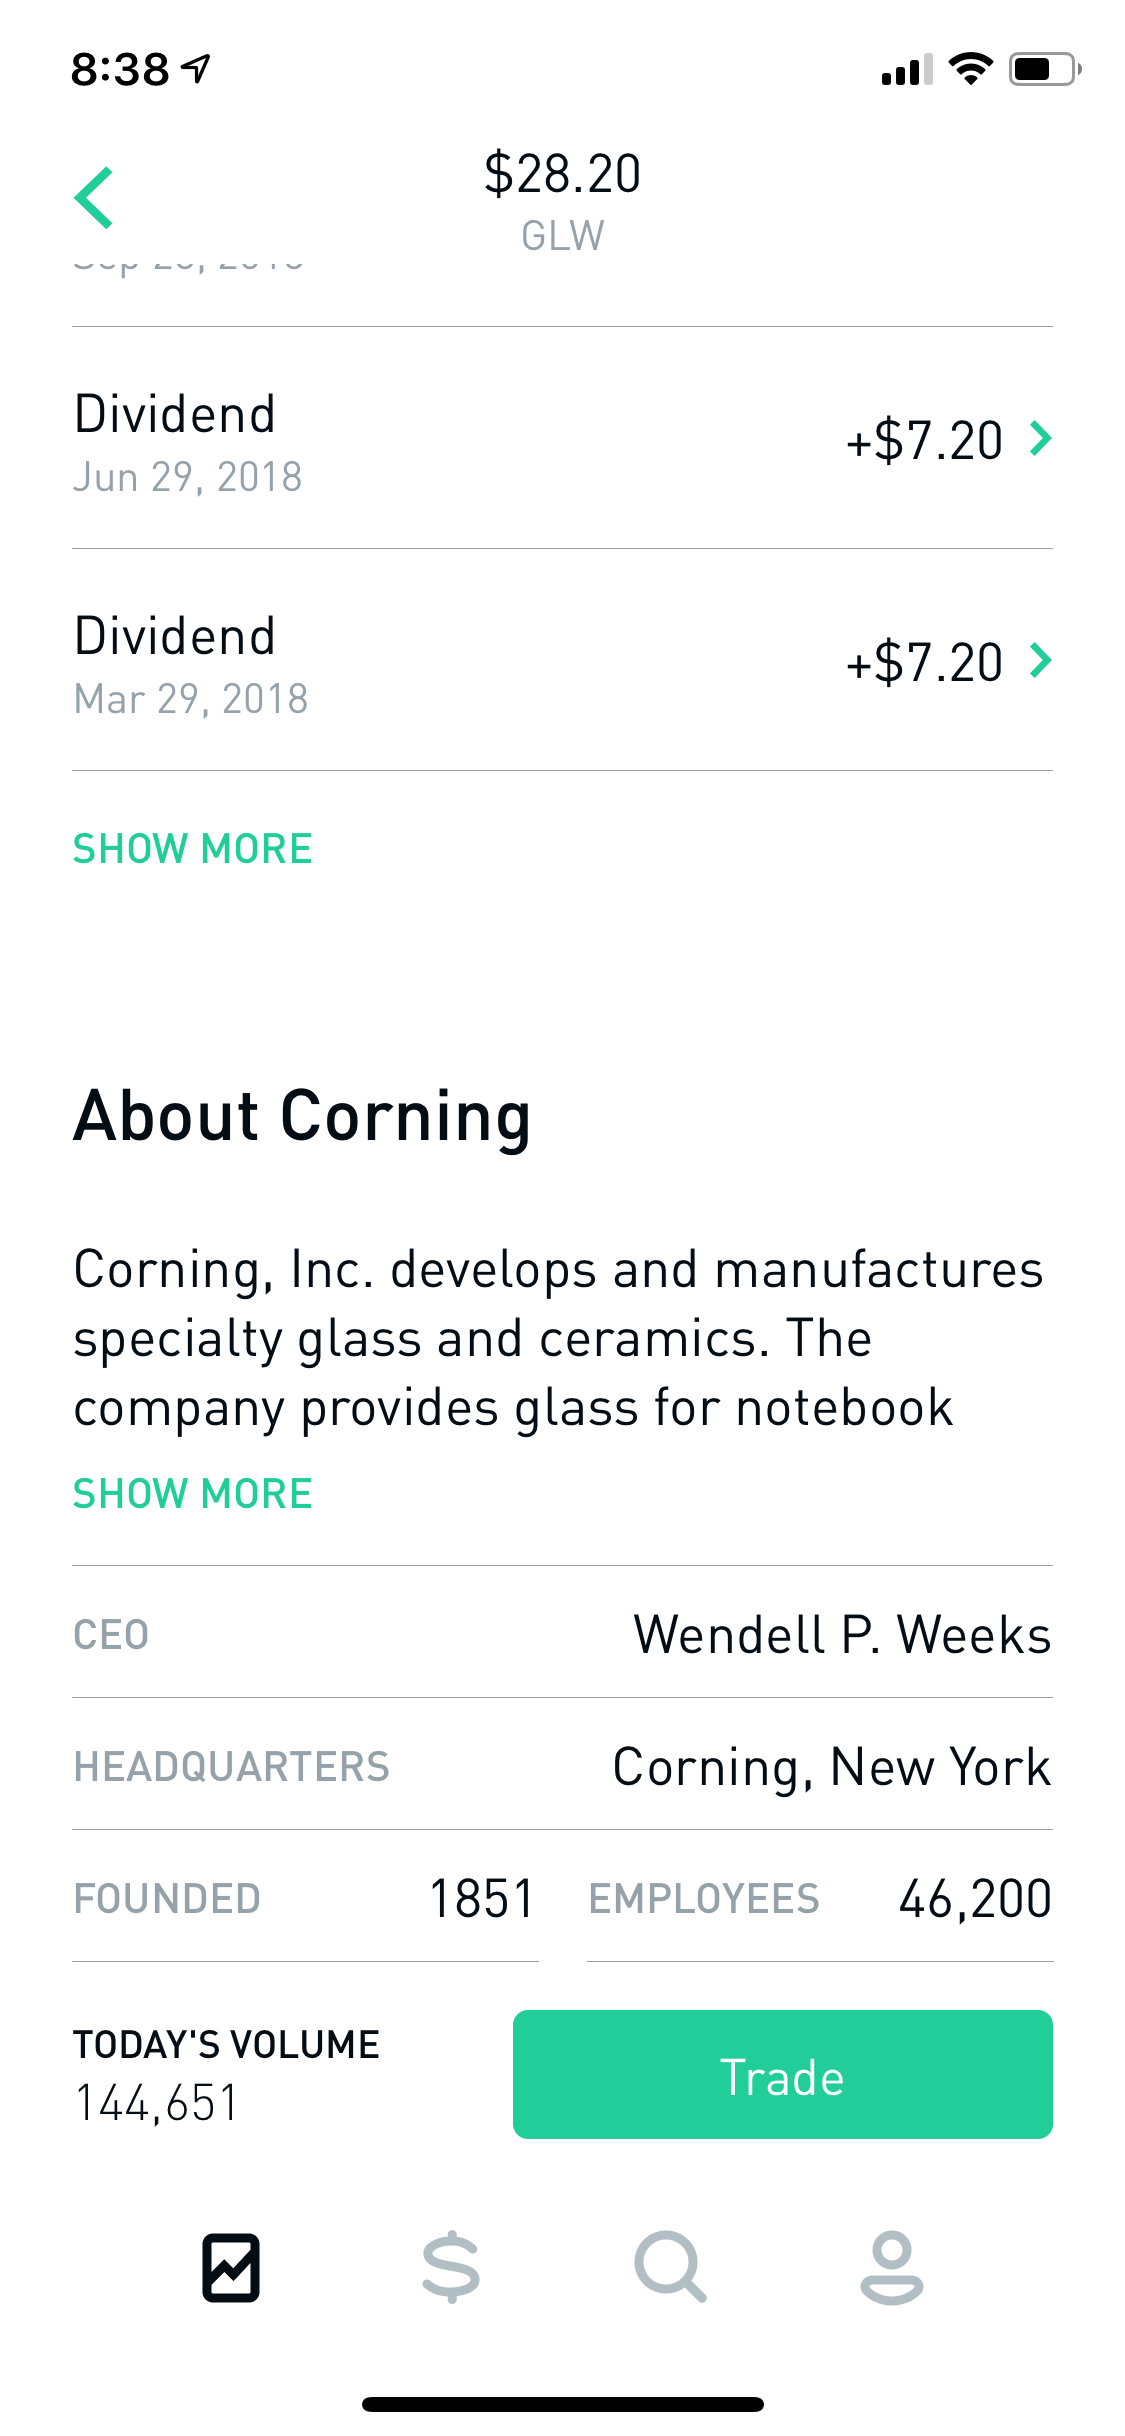 8:38
$28.20
GLW
Dividend
+$7.20
Jun 29, 2018
Dividend
+$7.20
Mar 29, 2018
SHOW MORE
About Corning
Corning, Inc. develops and manufactures
specialty glass and ceramics. The
company provides glass for notebook
SHOW MORE
CEO Wendell P. Weeks
HEADQUARTERS Corning, New York
FOUNDED 1851 EMPLOYEES 46,200
TODAY'S VOLUME
144,651
Trade